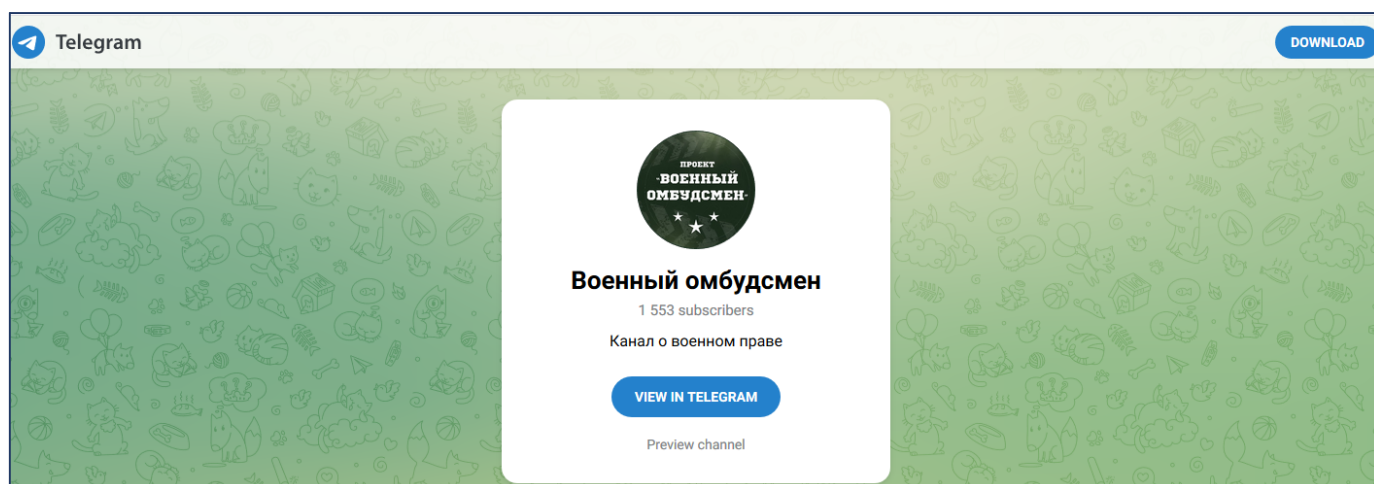 Telegram
DOWNLOAD
ПРОЕКТ
-ВОЕННЫЙ
ОМБУДСМЕН-
Военный омбудсмен
1 553 subscribers
Канал о военном праве
VIEW IN TELEGRAM
Preview channel